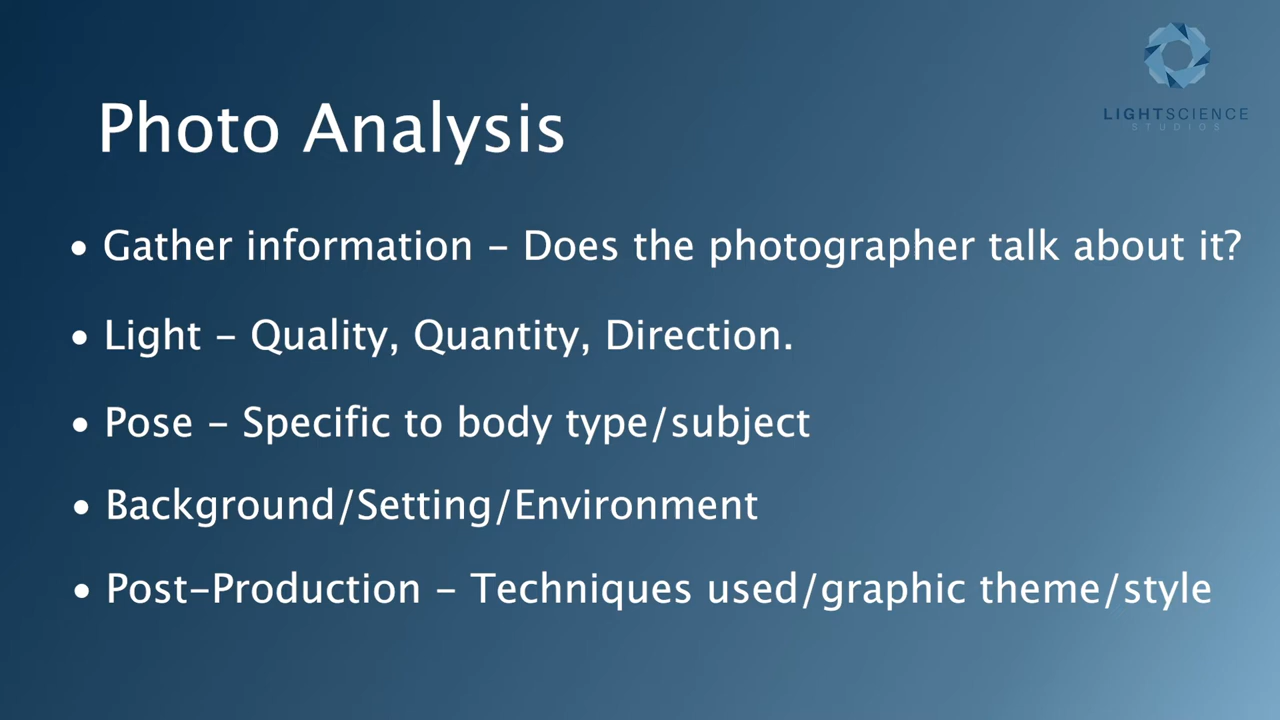 LIGHTSCIENCE
STUDIOS
Photo Analysis
• Gather information – Does the photographer talk about it?
• Light – Quality, Quantity, Direction.
• Pose – Specific to body type/subject
• Background/Setting/Environment
• Post-Production – Techniques used/graphic theme/style